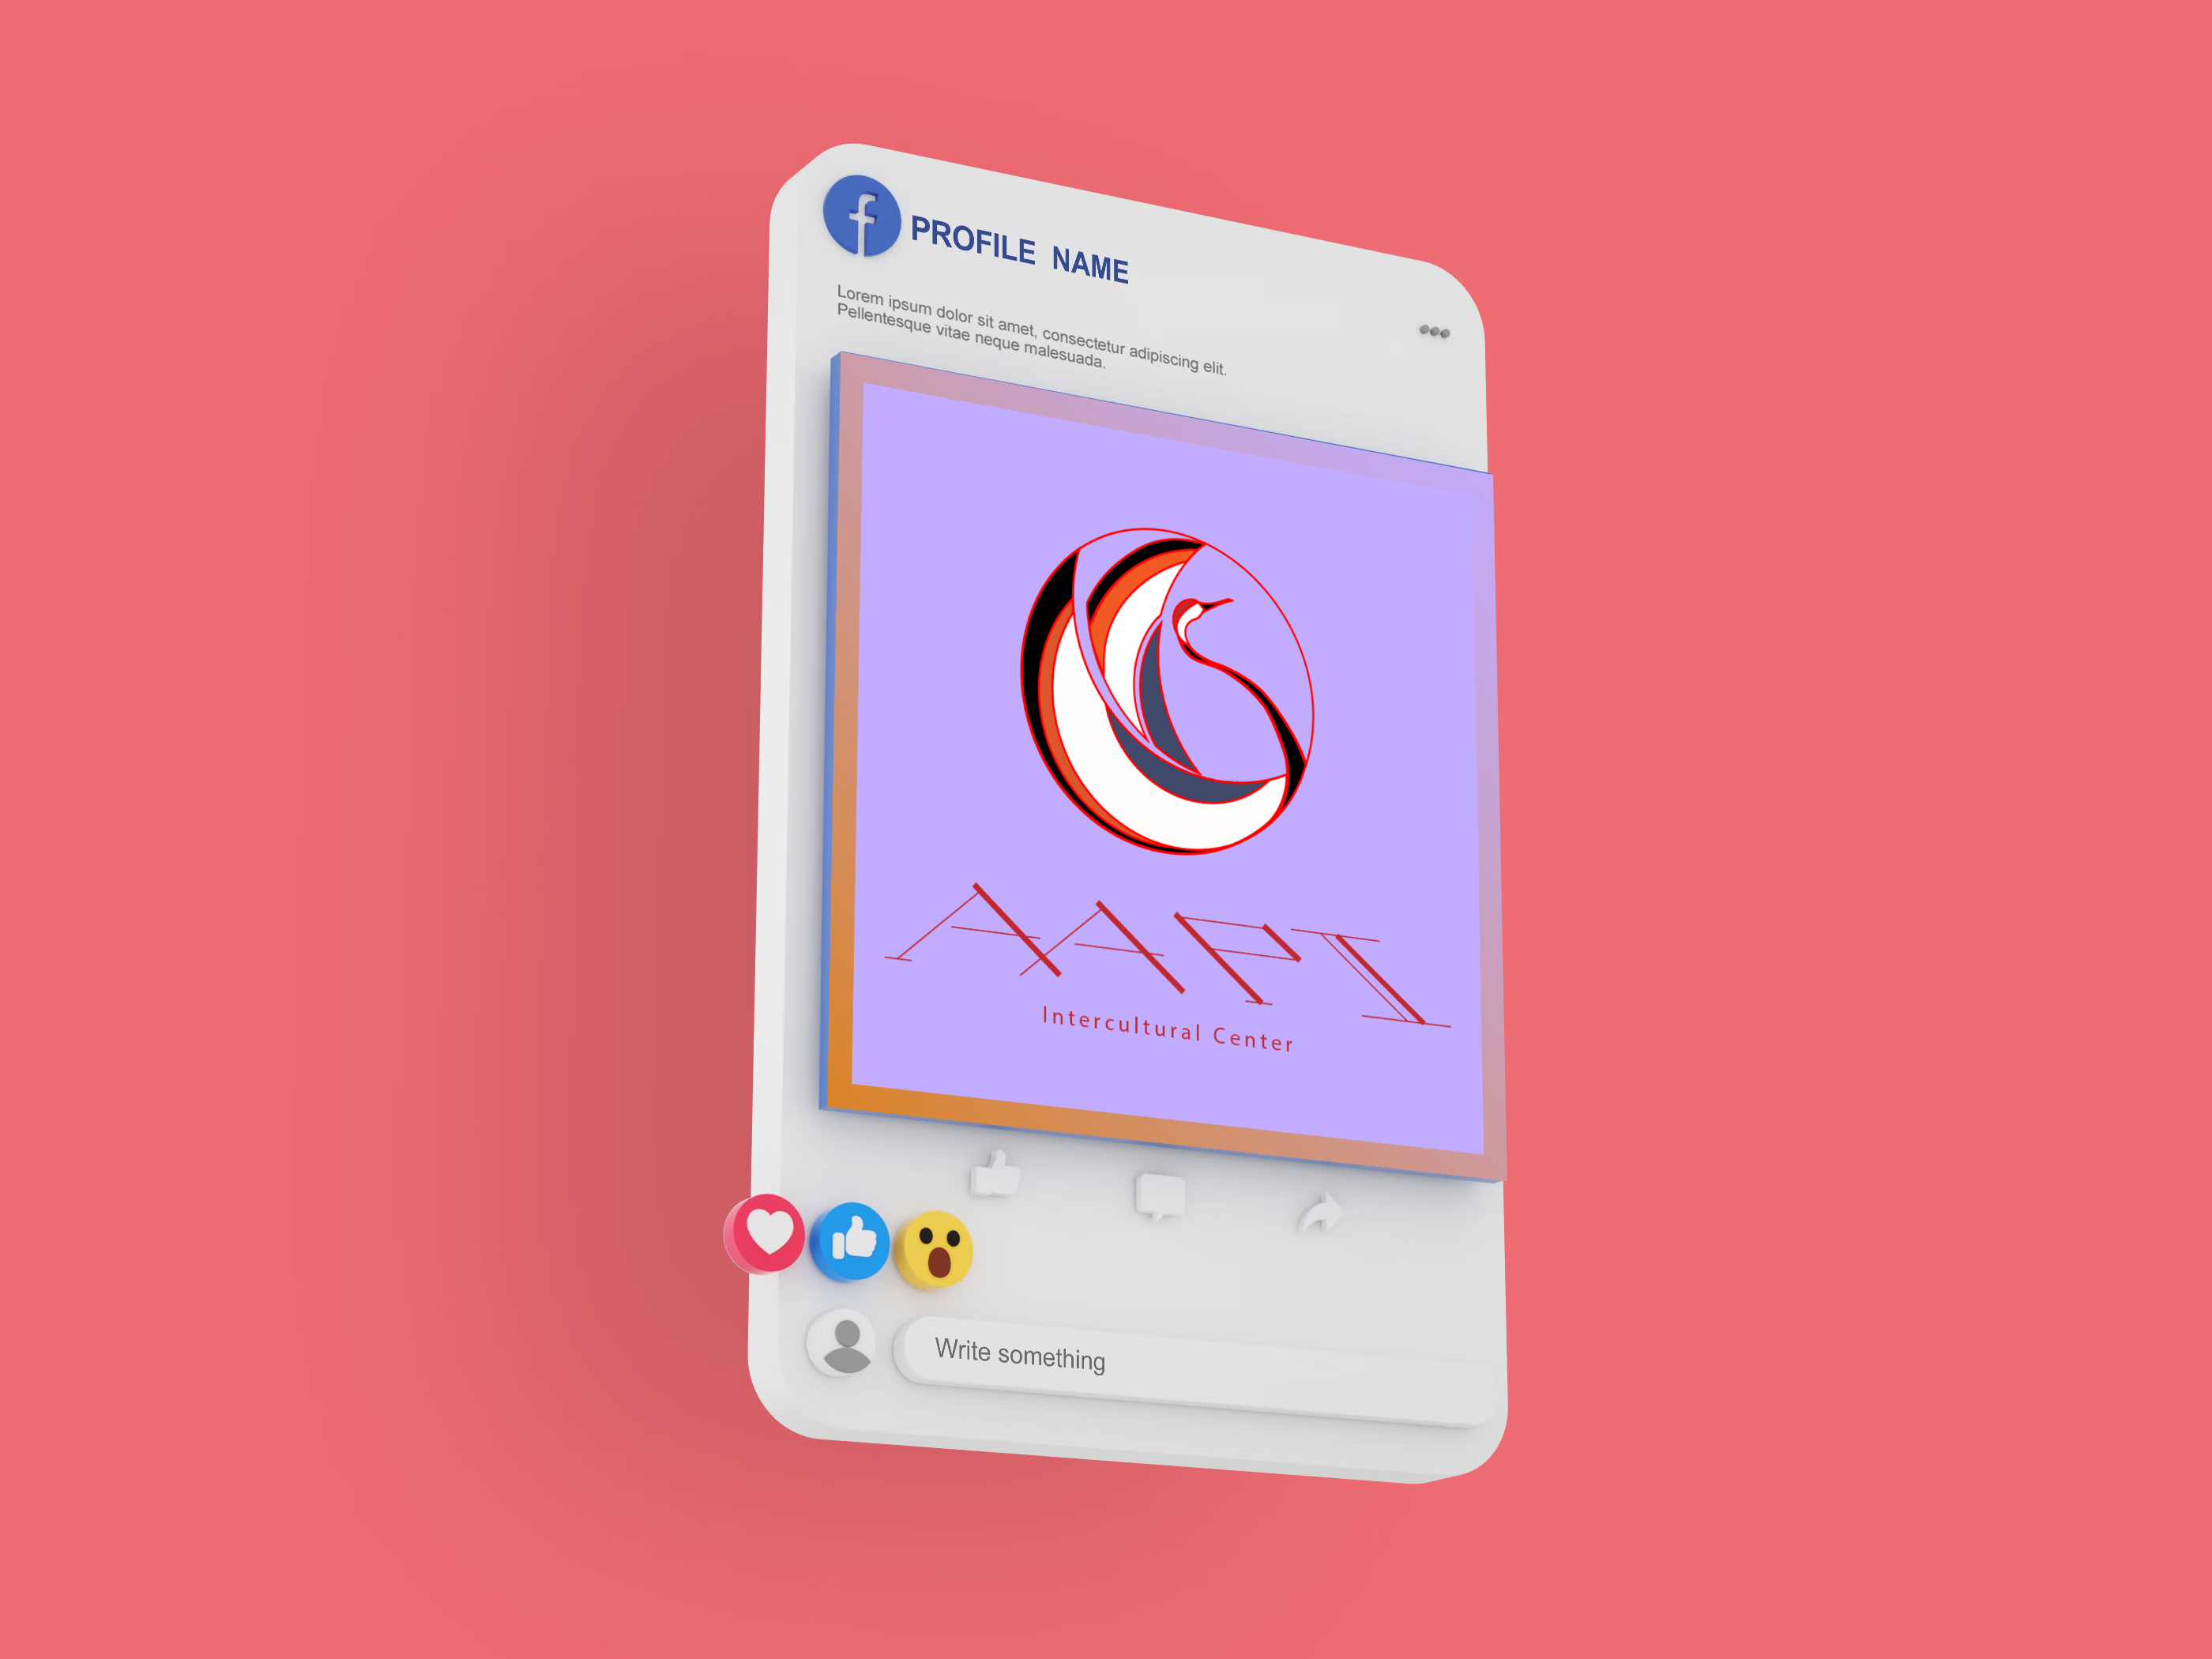 PROFILE NAME
Lorem ipsum dolor sit amet, consectetur adipiscing elit.
Pellentesque vitae neque malesuada.
AAPI
Intercultural Center
Write something